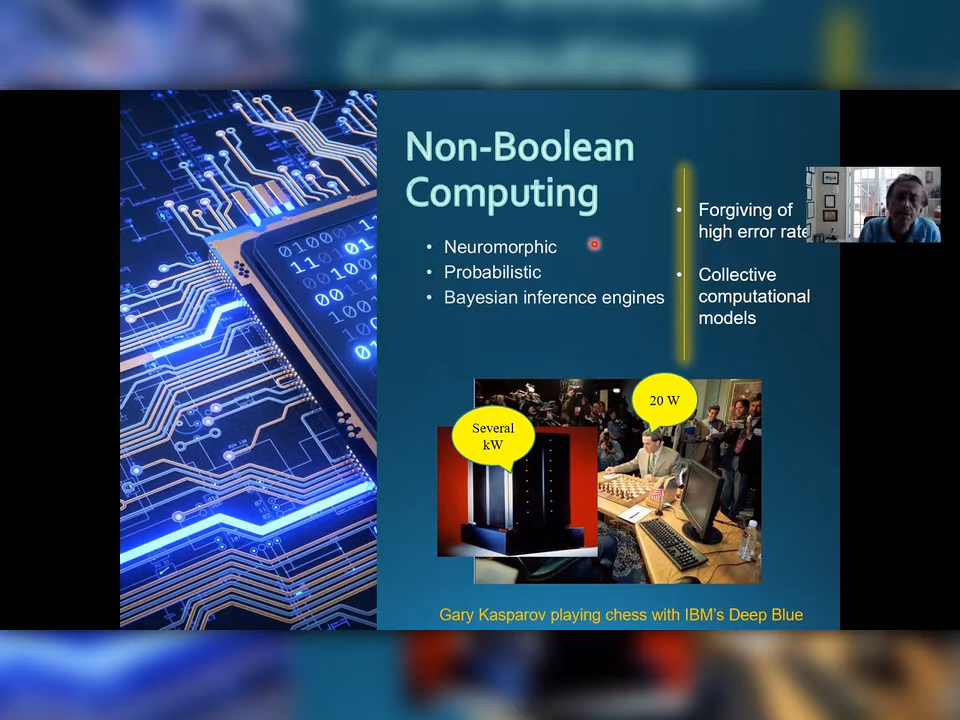 Non-Boolean
Computing
• Neuromorphic
• Probabilistic
• Bayesian inference engines
• Forgiving of
high error rate
• Collective
computational
models
Several
kW
20 W
Gary Kasparov playing chess with IBM's Deep Blue